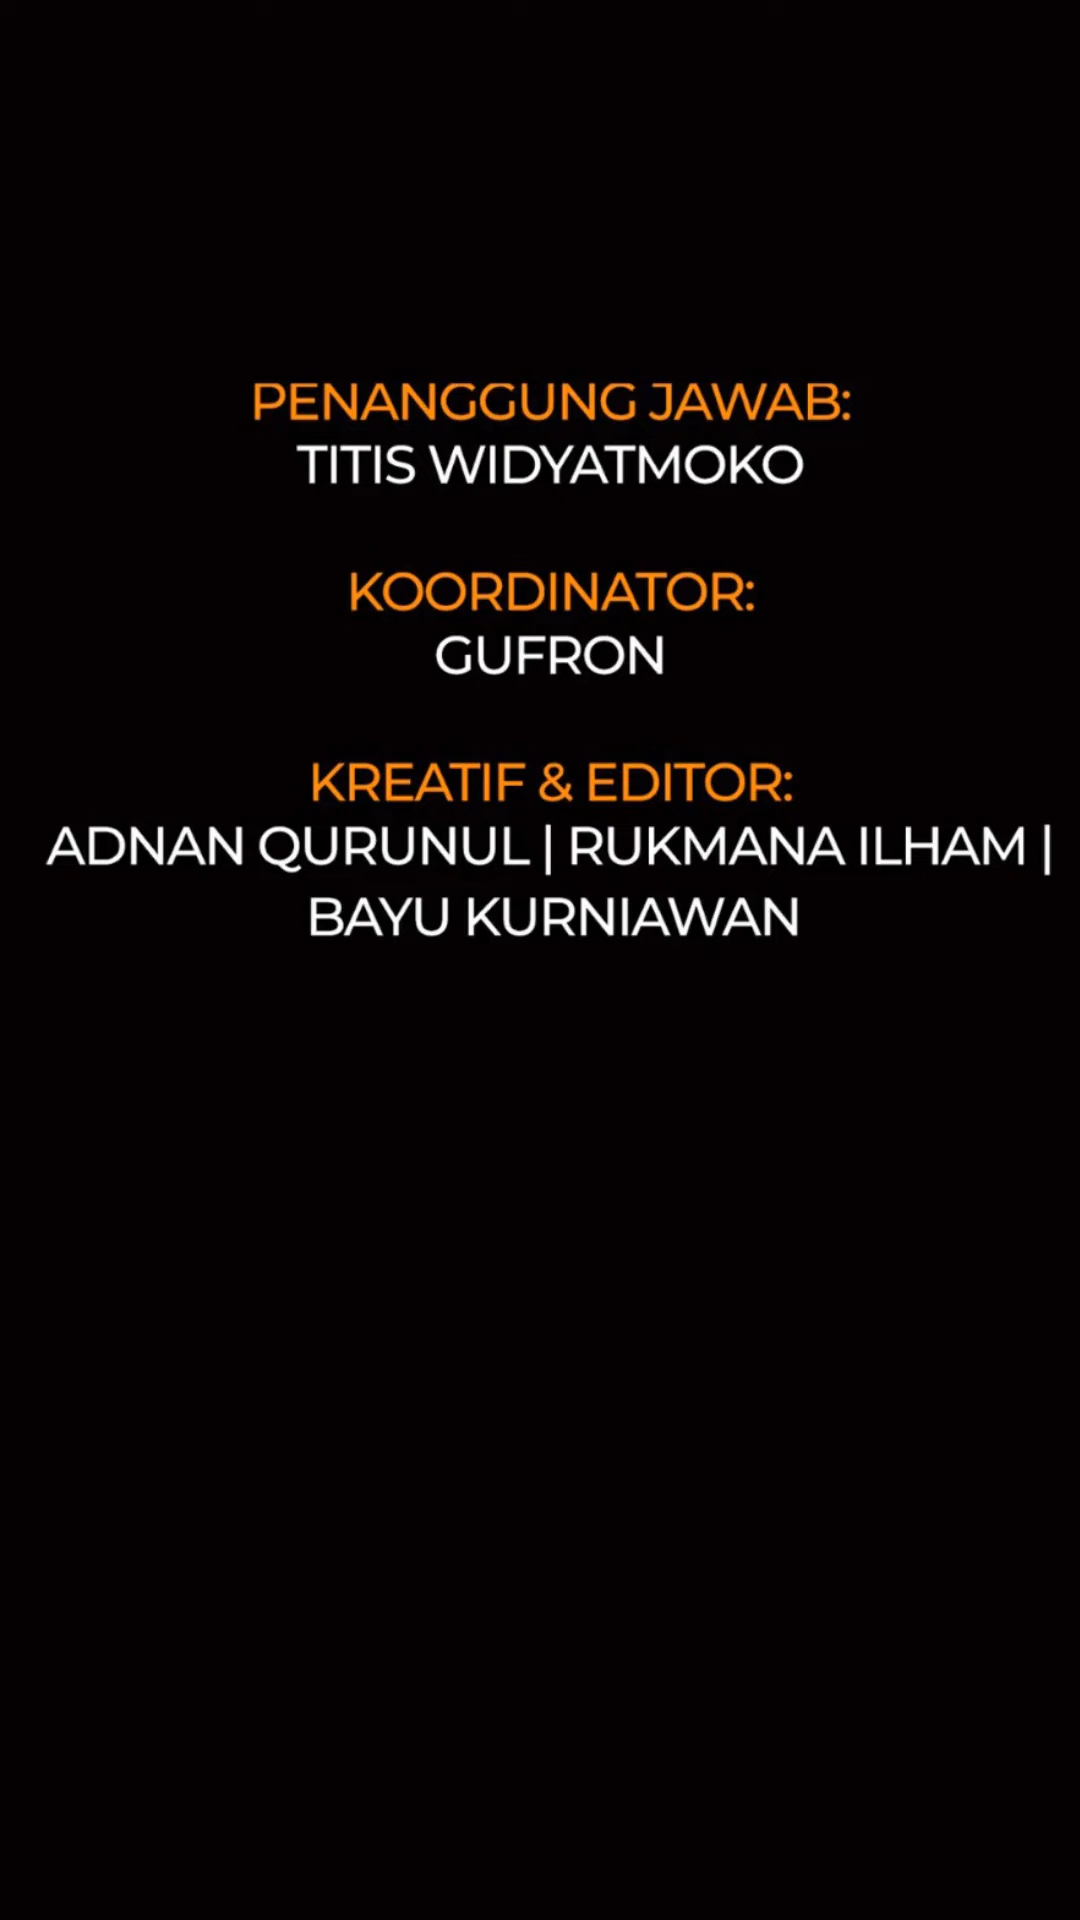 PENANGGUNG JAWAB:
TITIS WIDYATMOKO
KOORDINATOR:
GUFRON
KREATIF & EDITOR:
ADNAN QURUNUL | RUKMANA ILHAM |
BAYU KURNIAWAN